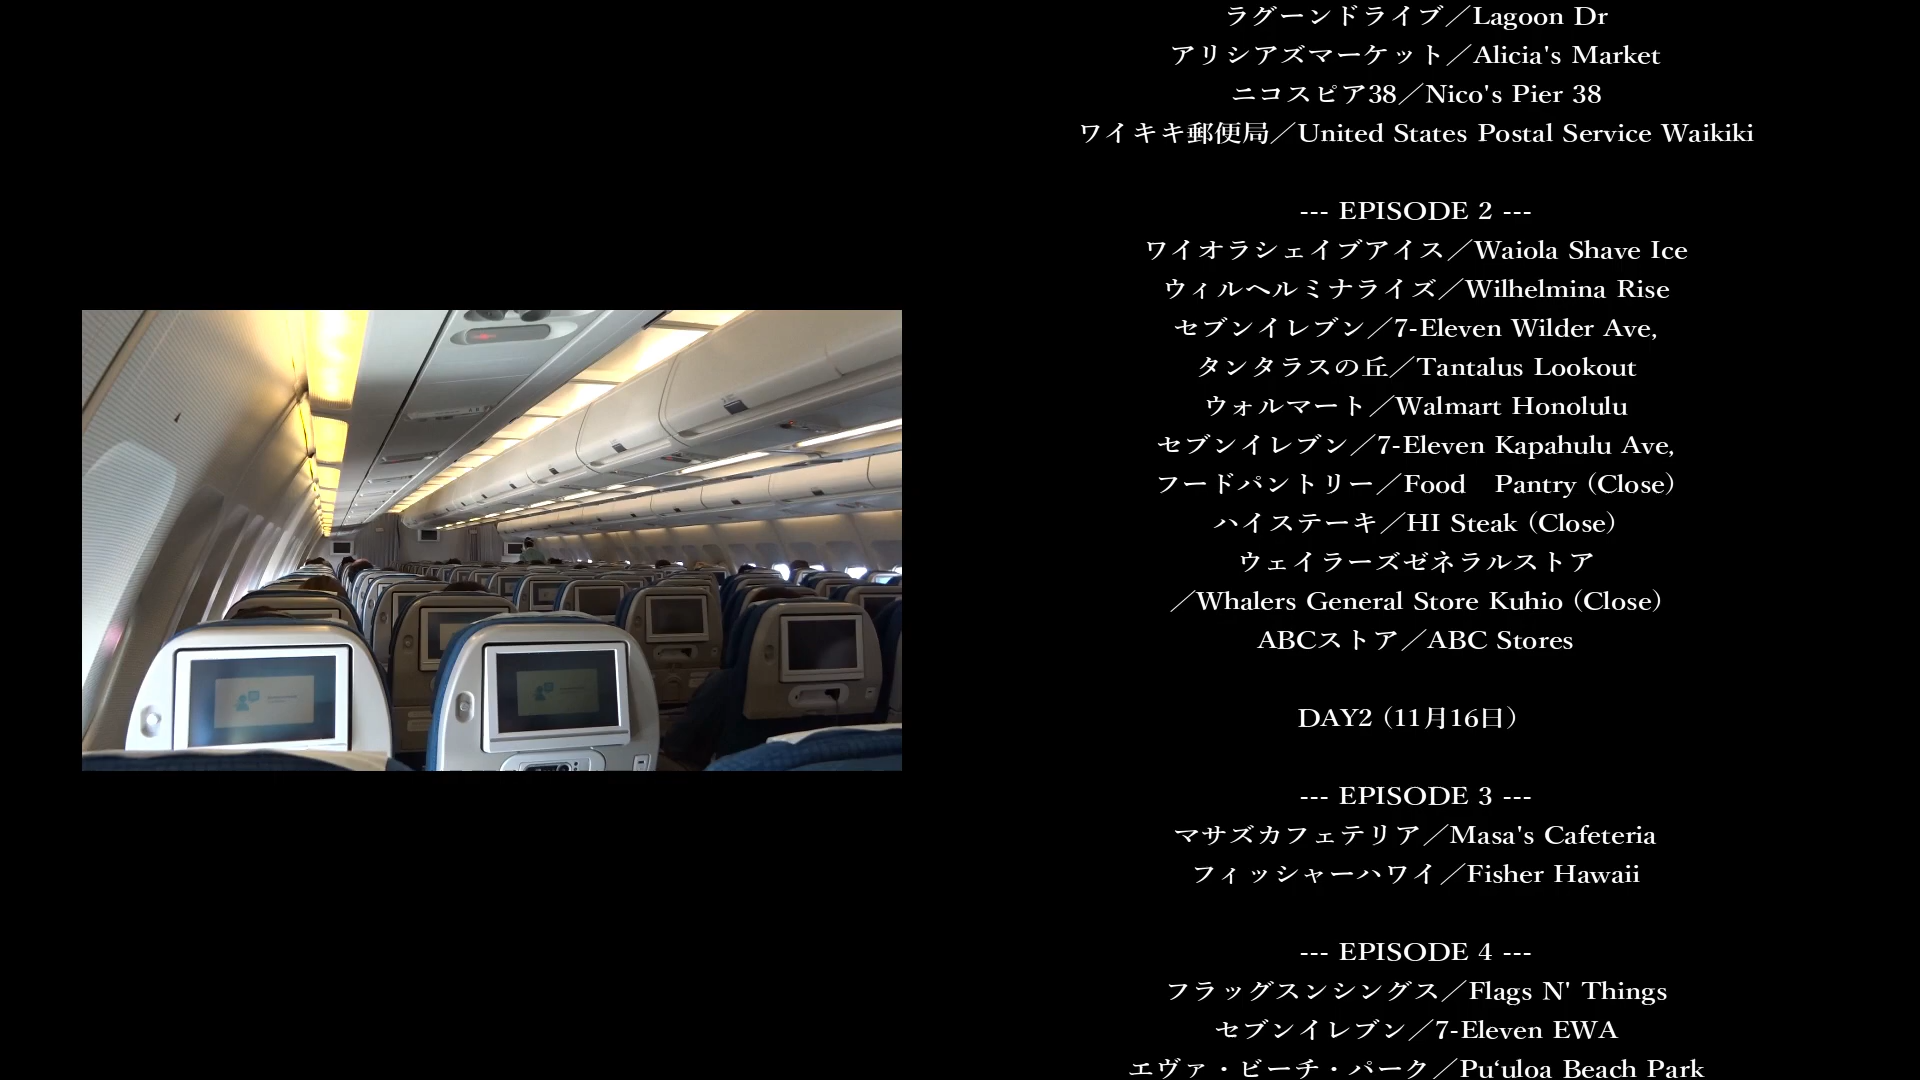 ラグーンドライブ／Lagoon Dr
アリシアズマーケット／Alicia's Market
ニコスピア38／Nico's Pier 38
ワイキキ郵便局／United States Postal Service Waikiki
--- EPISODE 2 ---
ワイオラシェイブアイス／Waiola Shave Ice
ウィルヘルミナライズ／Wilhelmina Rise
セブンイレブン／7-Eleven Wilder Ave,
タンタラスの丘／Tantalus Lookout
ウォルマート／Walmart Honolulu
セブンイレブン／7-Eleven Kapahulu Ave,
フードパントリー／Food　Pantry (Close)
ハイステーキ／HI Steak (Close)
ウェイラーズゼネラルストア
／Whalers General Store Kuhio (Close)
ABCストア／ABC Stores
DAY2 (11月16日)
--- EPISODE 3 ---
マサズカフェテリア／Masa's Cafeteria
フィッシャーハワイ／Fisher Hawaii
--- EPISODE 4 ---
フラッグスンシングス／Flags N' Things
セブンイレブン／7-Eleven EWA
エヴァ・ビーチ・パーク／Pu‘uloa Beach Park